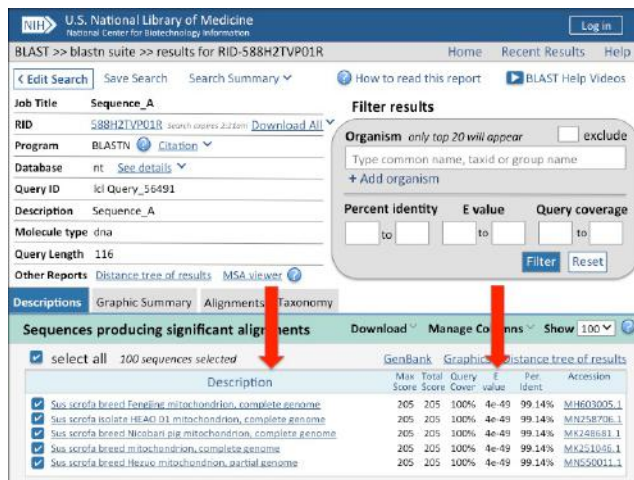 NIH U.S. National Library of Medicine
National Center for Biotechnology Information
Log in
BLAST >> blastn suite >> results for RID-588H2TVP01R Home Recent Results Help
< Edit Search Save Search Search Summary How to read this report BLAST Help Videos
Job Title Sequence_A
RID 588H2TVP01R Search expires 2:21am Download All
Program BLASTN Citation
Database nt See details
Query ID lcl Query_56491
Description Sequence_A
Molecule type dna
Query Length 116
Other Reports Distance tree of results MSA viewer
Filter results
Organism only top 20 will appear exclude
Type common name, taxid or group name
+ Add organism
Percent identity E value Query coverage
to to to
Filter Reset
Descriptions Graphic Summary Alignments Taxonomy
Sequences producing significant alignments Download Manage Columns Show 100
select all 100 sequences selected GenBank Graphics Distance tree of results
Description Max Score Total Score Query Cover E value Per. Ident Accession
Sus scrofa breed Fengjing mitochondrion, complete genome 205 205 100% 4e-49 99.14% MH603005.1
Sus scrofa isolate HEAO 01 mitochondrion, complete genome 205 205 100% 4e-49 99.14% MN258706.1
Sus scrofa breed Nicobari pig mitochondrion, complete genome 205 205 100% 4e-49 99.14% MK248681.1
Sus scrofa breed mitochondrion, complete genome 205 205 100% 4e-49 99.14% MK251046.1
Sus scrofa breed Hezuo mitochondrion, partial genome 205 205 100% 4e-49 99.14% MN550011.1